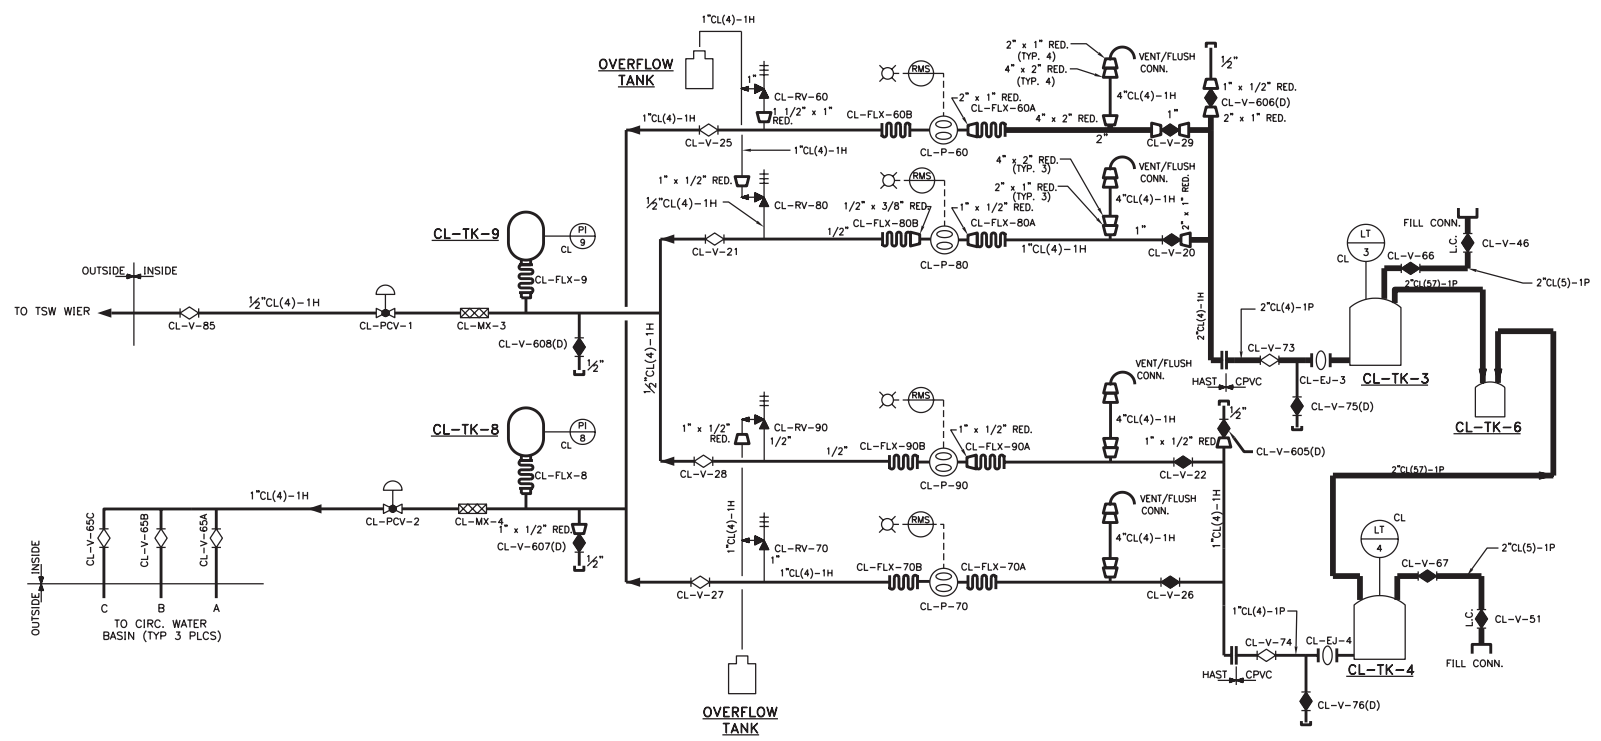 1"CL(4)-1H
OVERFLOW
TANK
1"
CL-RV-60
1 1/2" x 1"
RED.
1"CL(4)-1H
CL-V-25
CL-FLX-60B
RMS
CL-P-60
2" x 1" RED.
CL-FLX-60A
2" x 1" RED.
(TYP. 4)
4" x 2" RED.
(TYP. 4)
VENT/FLUSH
CONN.
4"CL(4)-1H
4" x 2" RED.
2"
1"
CL-V-29
1/2"
1" x 1/2" RED.
CL-V-606(D)
2" x 1" RED.
1"CL(4)-1H
1" x 1/2" RED.
1/2"CL(4)-1H
CL-RV-80
CL-V-21
1/2"
1/2" x 3/8" RED.
CL-FLX-80B
RMS
CL-P-80
1" x 1/2" RED.
CL-FLX-80A
4" x 2" RED.
(TYP. 3)
2" x 1" RED.
(TYP. 3)
VENT/FLUSH
CONN.
4"CL(4)-1H
1"CL(4)-1H
1"
CL-V-20
2" x 1" RED.
CL-TK-9
PI
9
CL
CL-FLX-9
OUTSIDE
INSIDE
TO TSW WIER
CL-V-85
1/2"CL(4)-1H
CL-PCV-1
CL-MX-3
CL-V-608(D)
1/2"
1/2"CL(4)-1H
2"CL(4)-1H
2"CL(4)-1P
CL-V-73
HAST
CPVC
CL-EJ-3
CL-V-75(D)
LT
3
CL
CL-TK-3
FILL CONN.
L.C.
CL-V-46
CL-V-66
2"CL(5)-1P
2"CL(57)-1P
CL-TK-6
CL-TK-8
PI
8
CL
CL-FLX-8
1"CL(4)-1H
CL-PCV-2
CL-MX-4
1" x 1/2" RED.
CL-V-607(D)
1/2"
CL-V-65C
CL-V-65B
CL-V-65A
INSIDE
OUTSIDE
C
B
A
TO CIRC. WATER
BASIN (TYP 3 PLCS)
1" x 1/2"
RED.
CL-RV-90
1/2"
CL-V-28
1/2"
CL-FLX-90B
RMS
CL-P-90
1" x 1/2" RED.
CL-FLX-90A
VENT/FLUSH
CONN.
4"CL(4)-1H
1" x 1/2" RED.
CL-V-22
1/2"
CL-V-605(D)
1"CL(4)-1H
CL-RV-70
1"
1"CL(4)-1H
CL-V-27
CL-FLX-70B
RMS
CL-P-70
CL-FLX-70A
VENT/FLUSH
CONN.
4"CL(4)-1H
CL-V-26
1"CL(4)-1H
OVERFLOW
TANK
2"CL(57)-1P
1"CL(4)-1P
CL-V-74
HAST
CPVC
CL-EJ-4
CL-V-76(D)
LT
4
CL
CL-TK-4
CL-V-67
2"CL(5)-1P
L.C.
CL-V-51
FILL CONN.